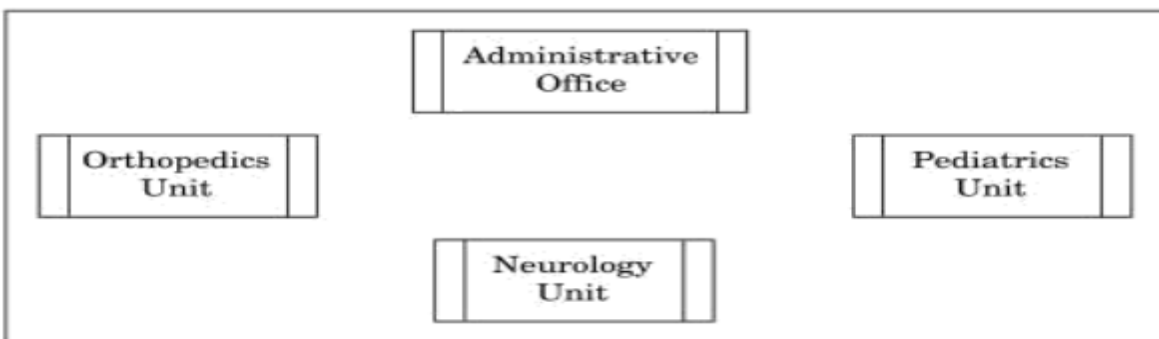 Administrative
Office
Orthopedics
Unit
Pediatrics
Unit
Neurology
Unit